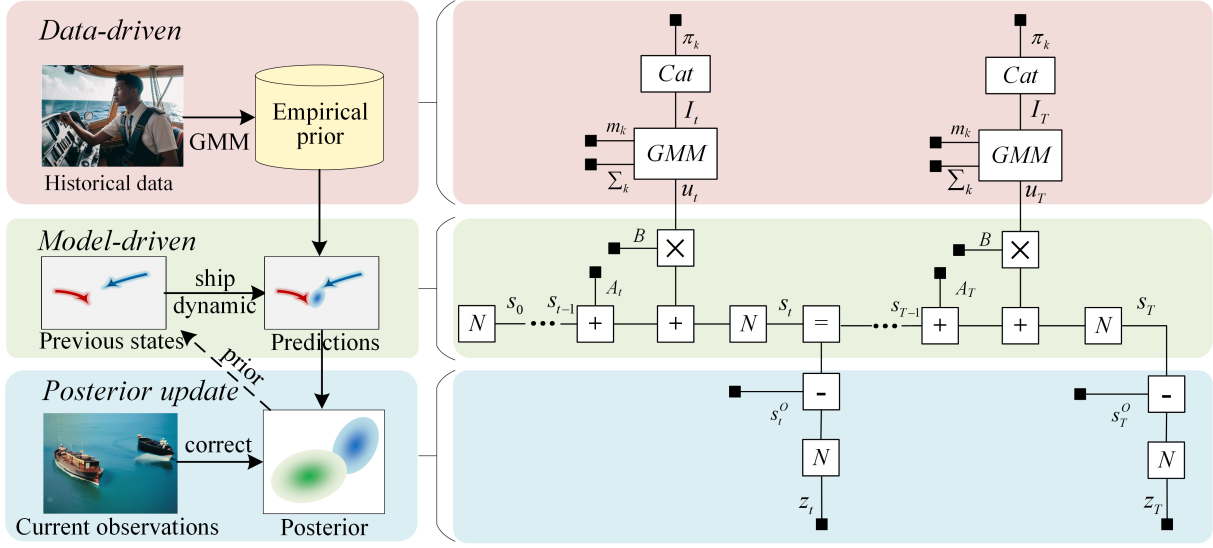 Data-driven
GMM
Empirical
prior
Historical data
π_k
Cat
I_t
m_k
GMM
Σ_k
u_t
π_k
Cat
I_T
m_k
GMM
Σ_k
u_T
Model-driven
ship
dynamic
Previous states
Predictions
prior
B
×
A_t
N
s_0
•••
s_{t-1}
+
+
N
s_t
=
•••
s_{T-1}
B
×
A_T
+
+
N
s_T
Posterior update
correct
Current observations
Posterior
-
s_t^O
N
z_t
-
s_T^O
N
z_T